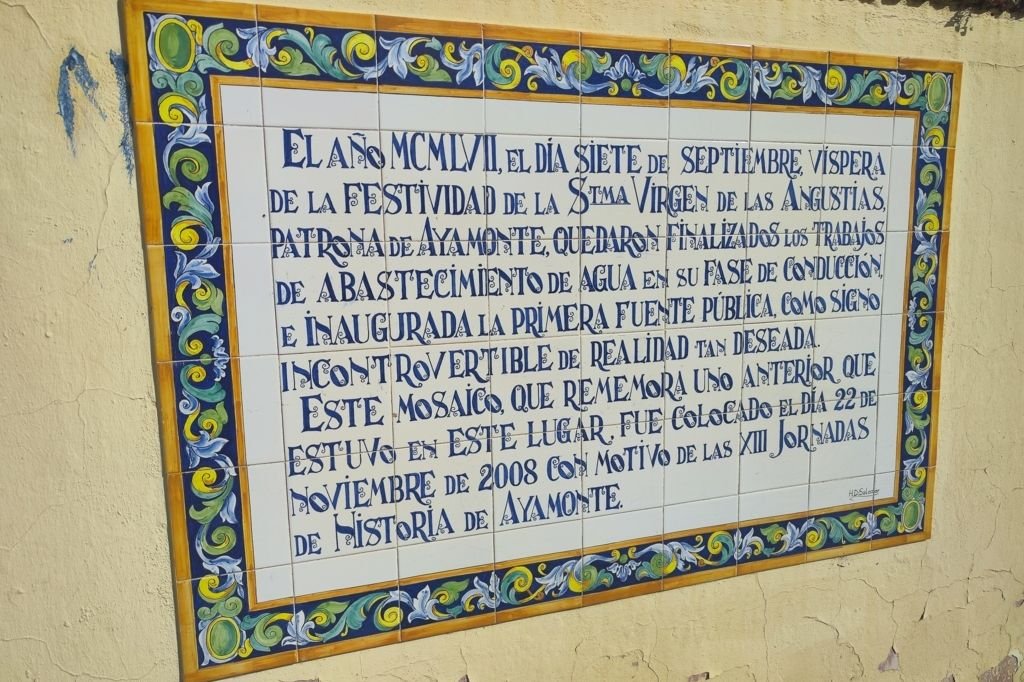 EL AÑO MCMLVII, EL DÍA SIETE DE SEPTIEMBRE, VÍSPERA
DE LA FESTIVIDAD DE LA STMA VIRGEN DE LAS ANGUSTIAS,
PATRONA DE AYAMONTE, QUEDARON FINALIZADOS LOS TRABAJOS
DE ABASTECIMIENTO DE AGUA EN SU FASE DE CONDUCCIÓN,
E INAUGURADA LA PRIMERA FUENTE PÚBLICA, COMO SIGNO
INCONTROVERTIBLE DE REALIDAD TAN DESEADA.
ESTE MOSAICO, QUE REMEMORA UNO ANTERIOR QUE
ESTUVO EN ESTE LUGAR, FUE COLOCADO EL DÍA 22 DE
NOVIEMBRE DE 2008 CON MOTIVO DE LAS XIII JORNADAS
DE HISTORIA DE AYAMONTE.